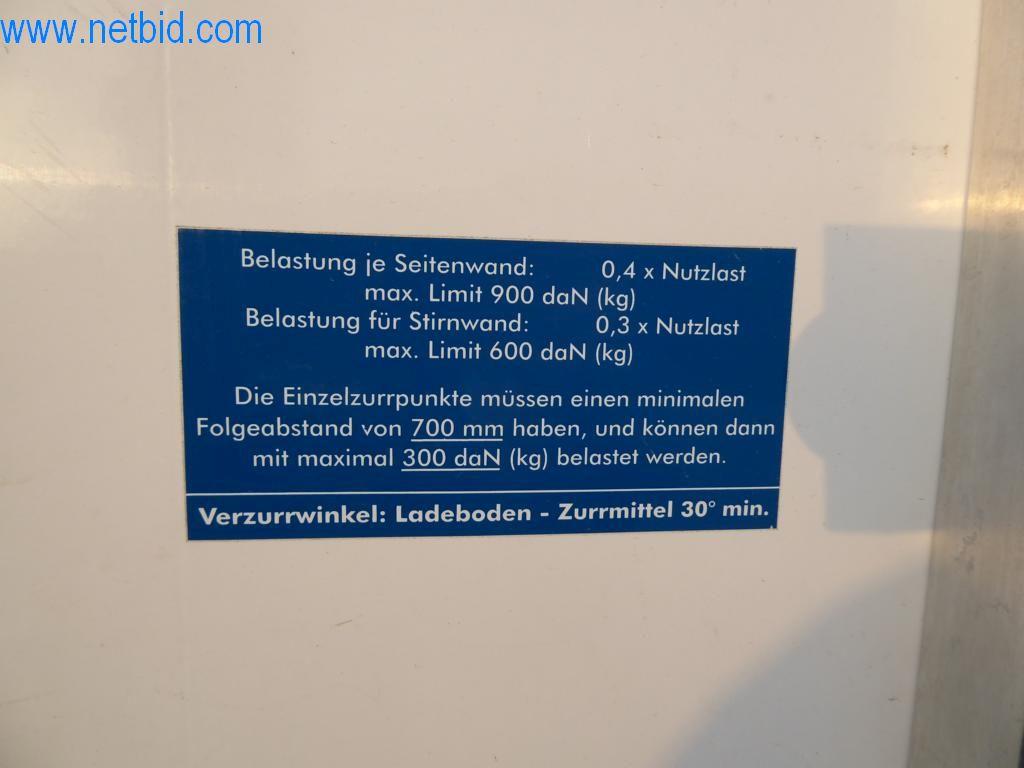 www.netbid.com
Belastung je Seitenwand: 0,4 x Nutzlast
max. Limit 900 daN (kg)
Belastung für Stirnwand: 0,3 x Nutzlast
max. Limit 600 daN (kg)
Die Einzelzurrpunkte müssen einen minimalen
Folgeabstand von 700 mm haben, und können dann
mit maximal 300 daN (kg) belastet werden.
Verzurrwinkel: Ladeboden - Zurrmittel 30° min.